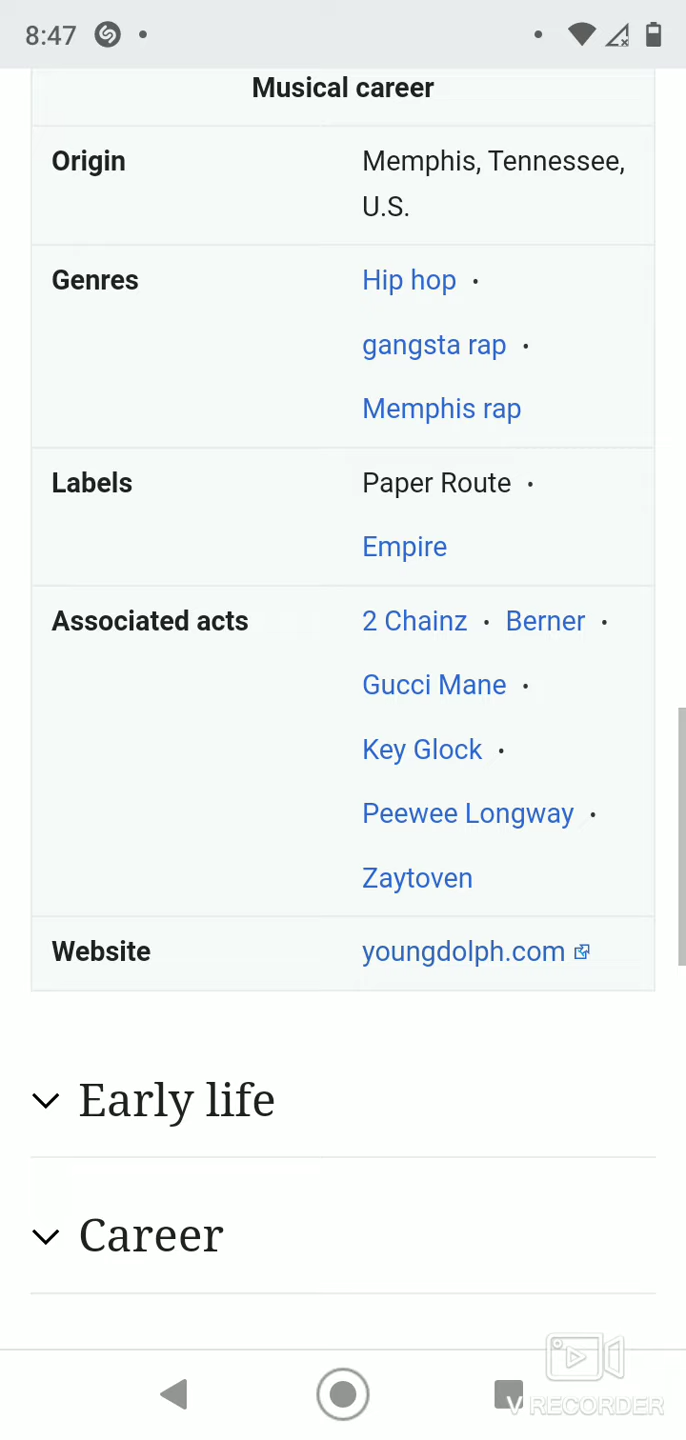 8:47
Musical career
Origin
Memphis, Tennessee,
U.S.
Genres
Hip hop •
gangsta rap •
Memphis rap
Labels
Paper Route •
Empire
Associated acts
2 Chainz • Berner •
Gucci Mane •
Key Glock •
Peewee Longway •
Zaytoven
Website
youngdolph.com
Early life
Career
V RECORDER